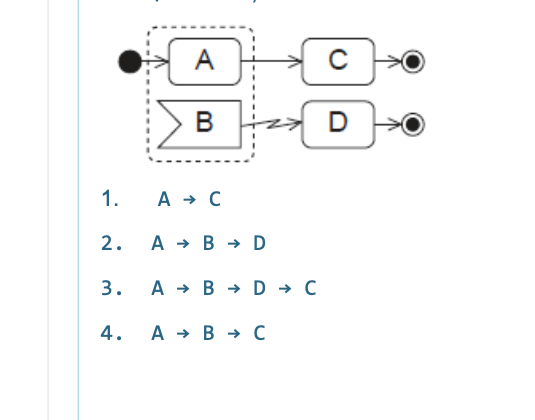 A C
B D
1. A → C
2. A → B → D
3. A → B → D → C
4. A → B → C